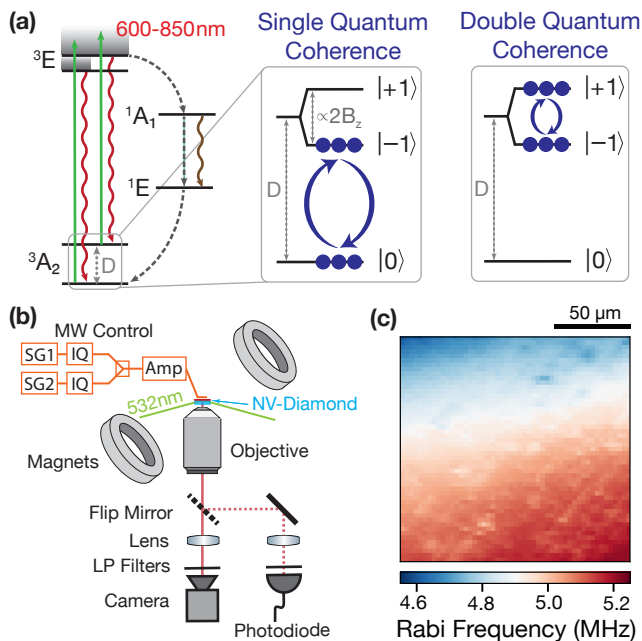 (a)
600-850nm
³E
¹A₁
¹E
³A₂
D
Single Quantum
Coherence
|+1⟩
∝2B_z
|−1⟩
D
|0⟩
Double Quantum
Coherence
|+1⟩
|−1⟩
D
|0⟩
(b)
MW Control
SG1
IQ
SG2
IQ
Amp
532nm
NV-Diamond
Magnets
Objective
Flip Mirror
Lens
LP Filters
Camera
Photodiode
(c)
50 µm
4.6 4.8 5.0 5.2
Rabi Frequency (MHz)